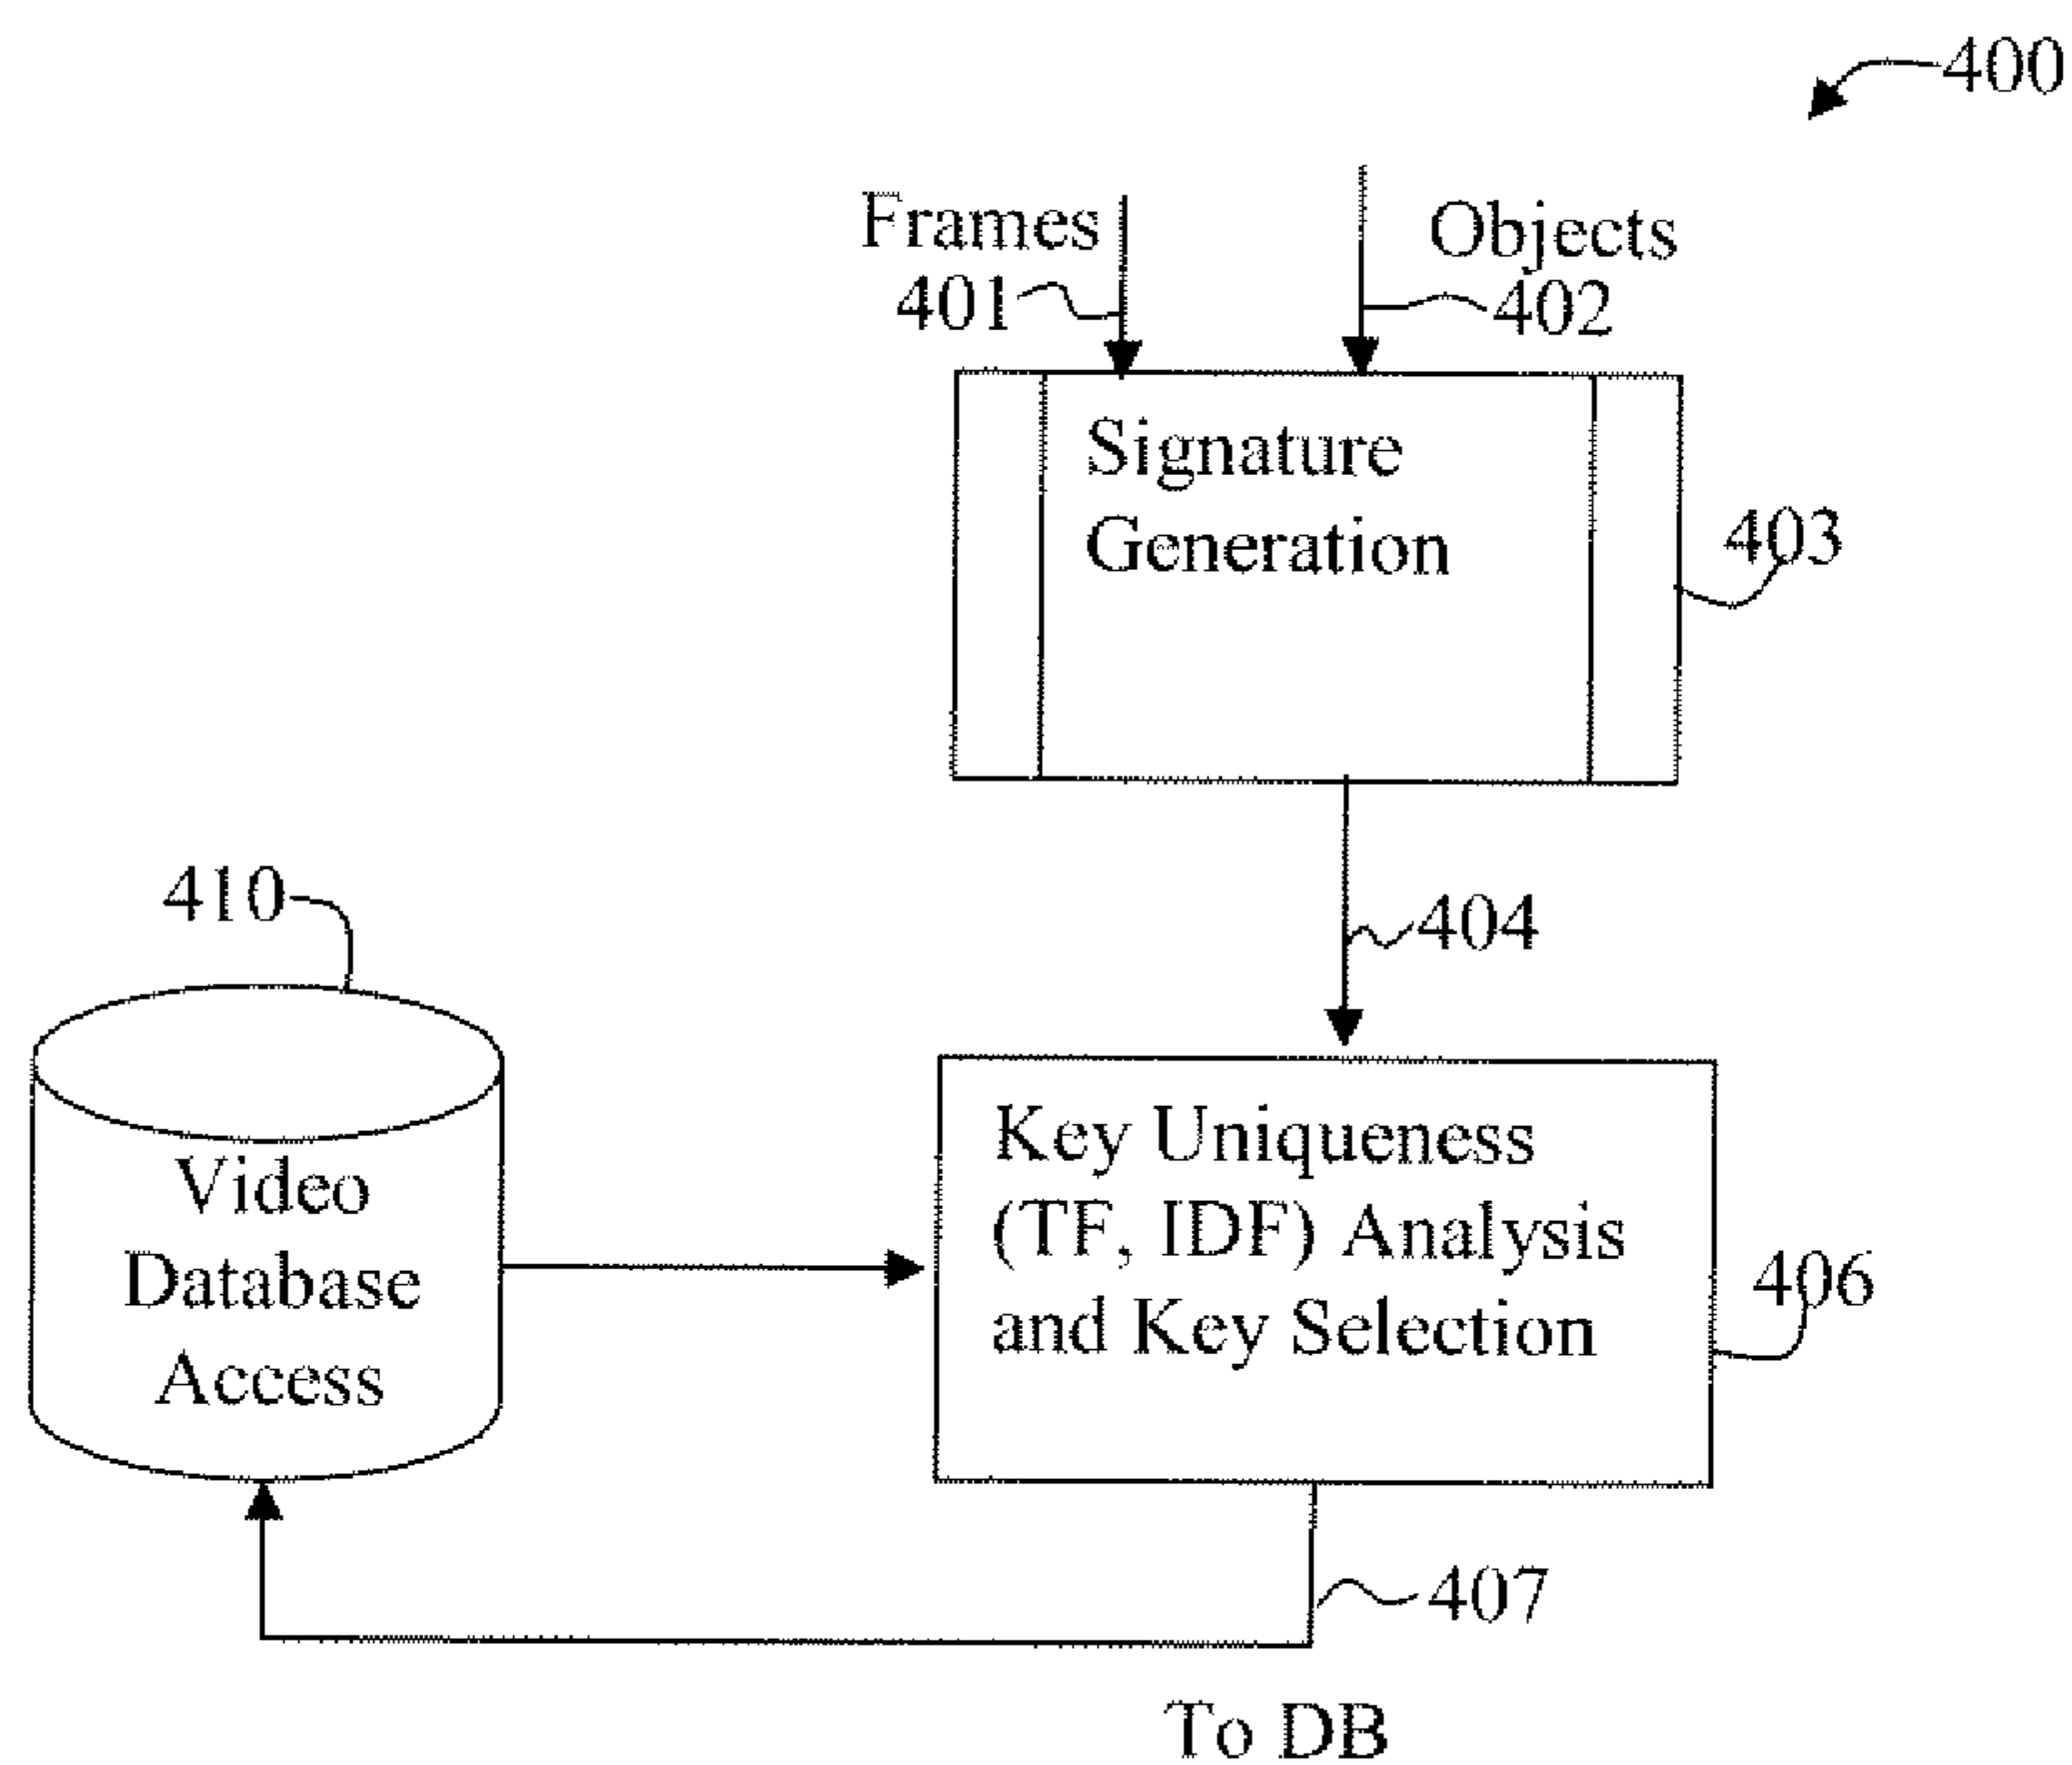 400
Frames
401
Objects
402
Signature
Generation
403
404
410
Video
Database
Access
Key Uniqueness
(TF, IDF) Analysis
and Key Selection
406
407
To DB